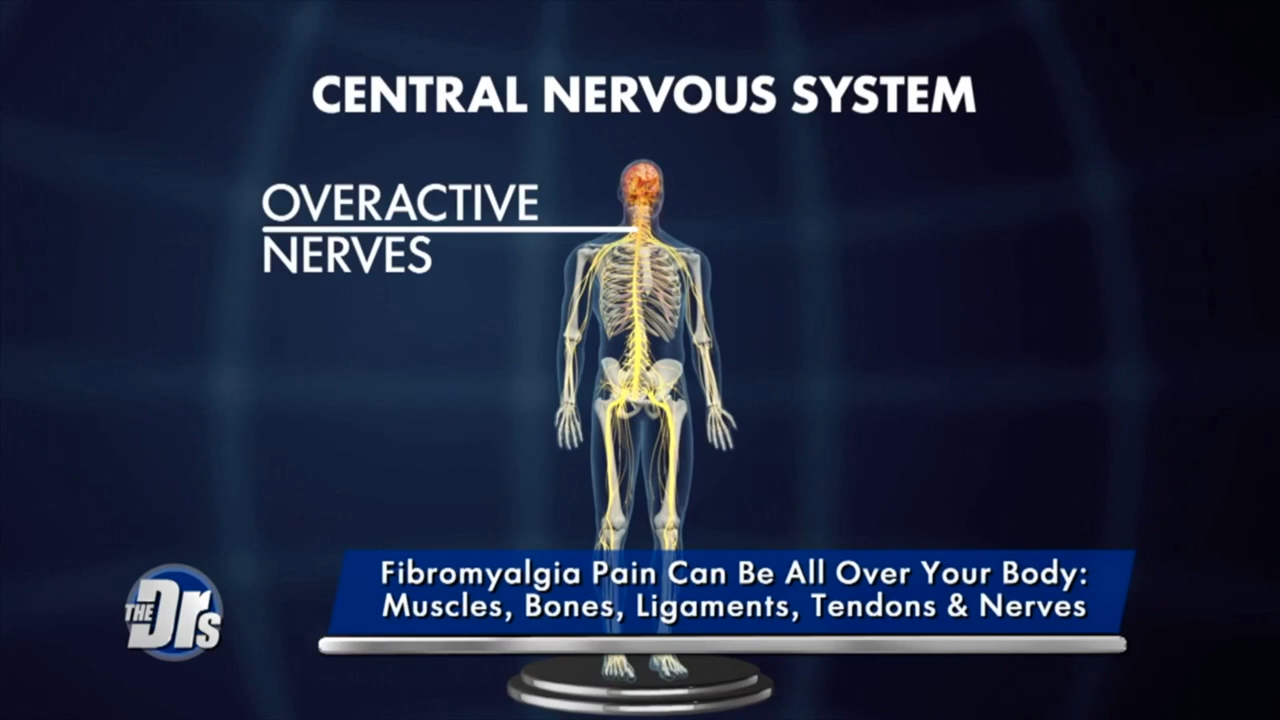 CENTRAL NERVOUS SYSTEM
OVERACTIVE
NERVES
Fibromyalgia Pain Can Be All Over Your Body:
Muscles, Bones, Ligaments, Tendons & Nerves
THE Drs